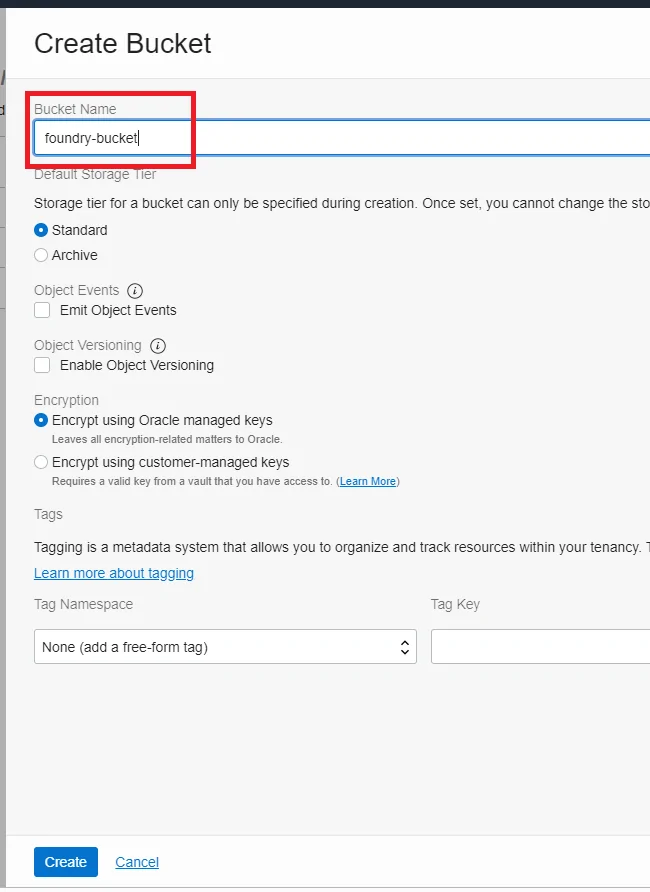 Create Bucket
Bucket Name
foundry-bucket
Default Storage Tier
Storage tier for a bucket can only be specified during creation. Once set, you cannot change the sto
Standard
Archive
Object Events
Emit Object Events
Object Versioning
Enable Object Versioning
Encryption
Encrypt using Oracle managed keys
Leaves all encryption-related matters to Oracle.
Encrypt using customer-managed keys
Requires a valid key from a vault that you have access to. (Learn More)
Tags
Tagging is a metadata system that allows you to organize and track resources within your tenancy. T
Learn more about tagging
Tag Namespace Tag Key
None (add a free-form tag)
Create Cancel